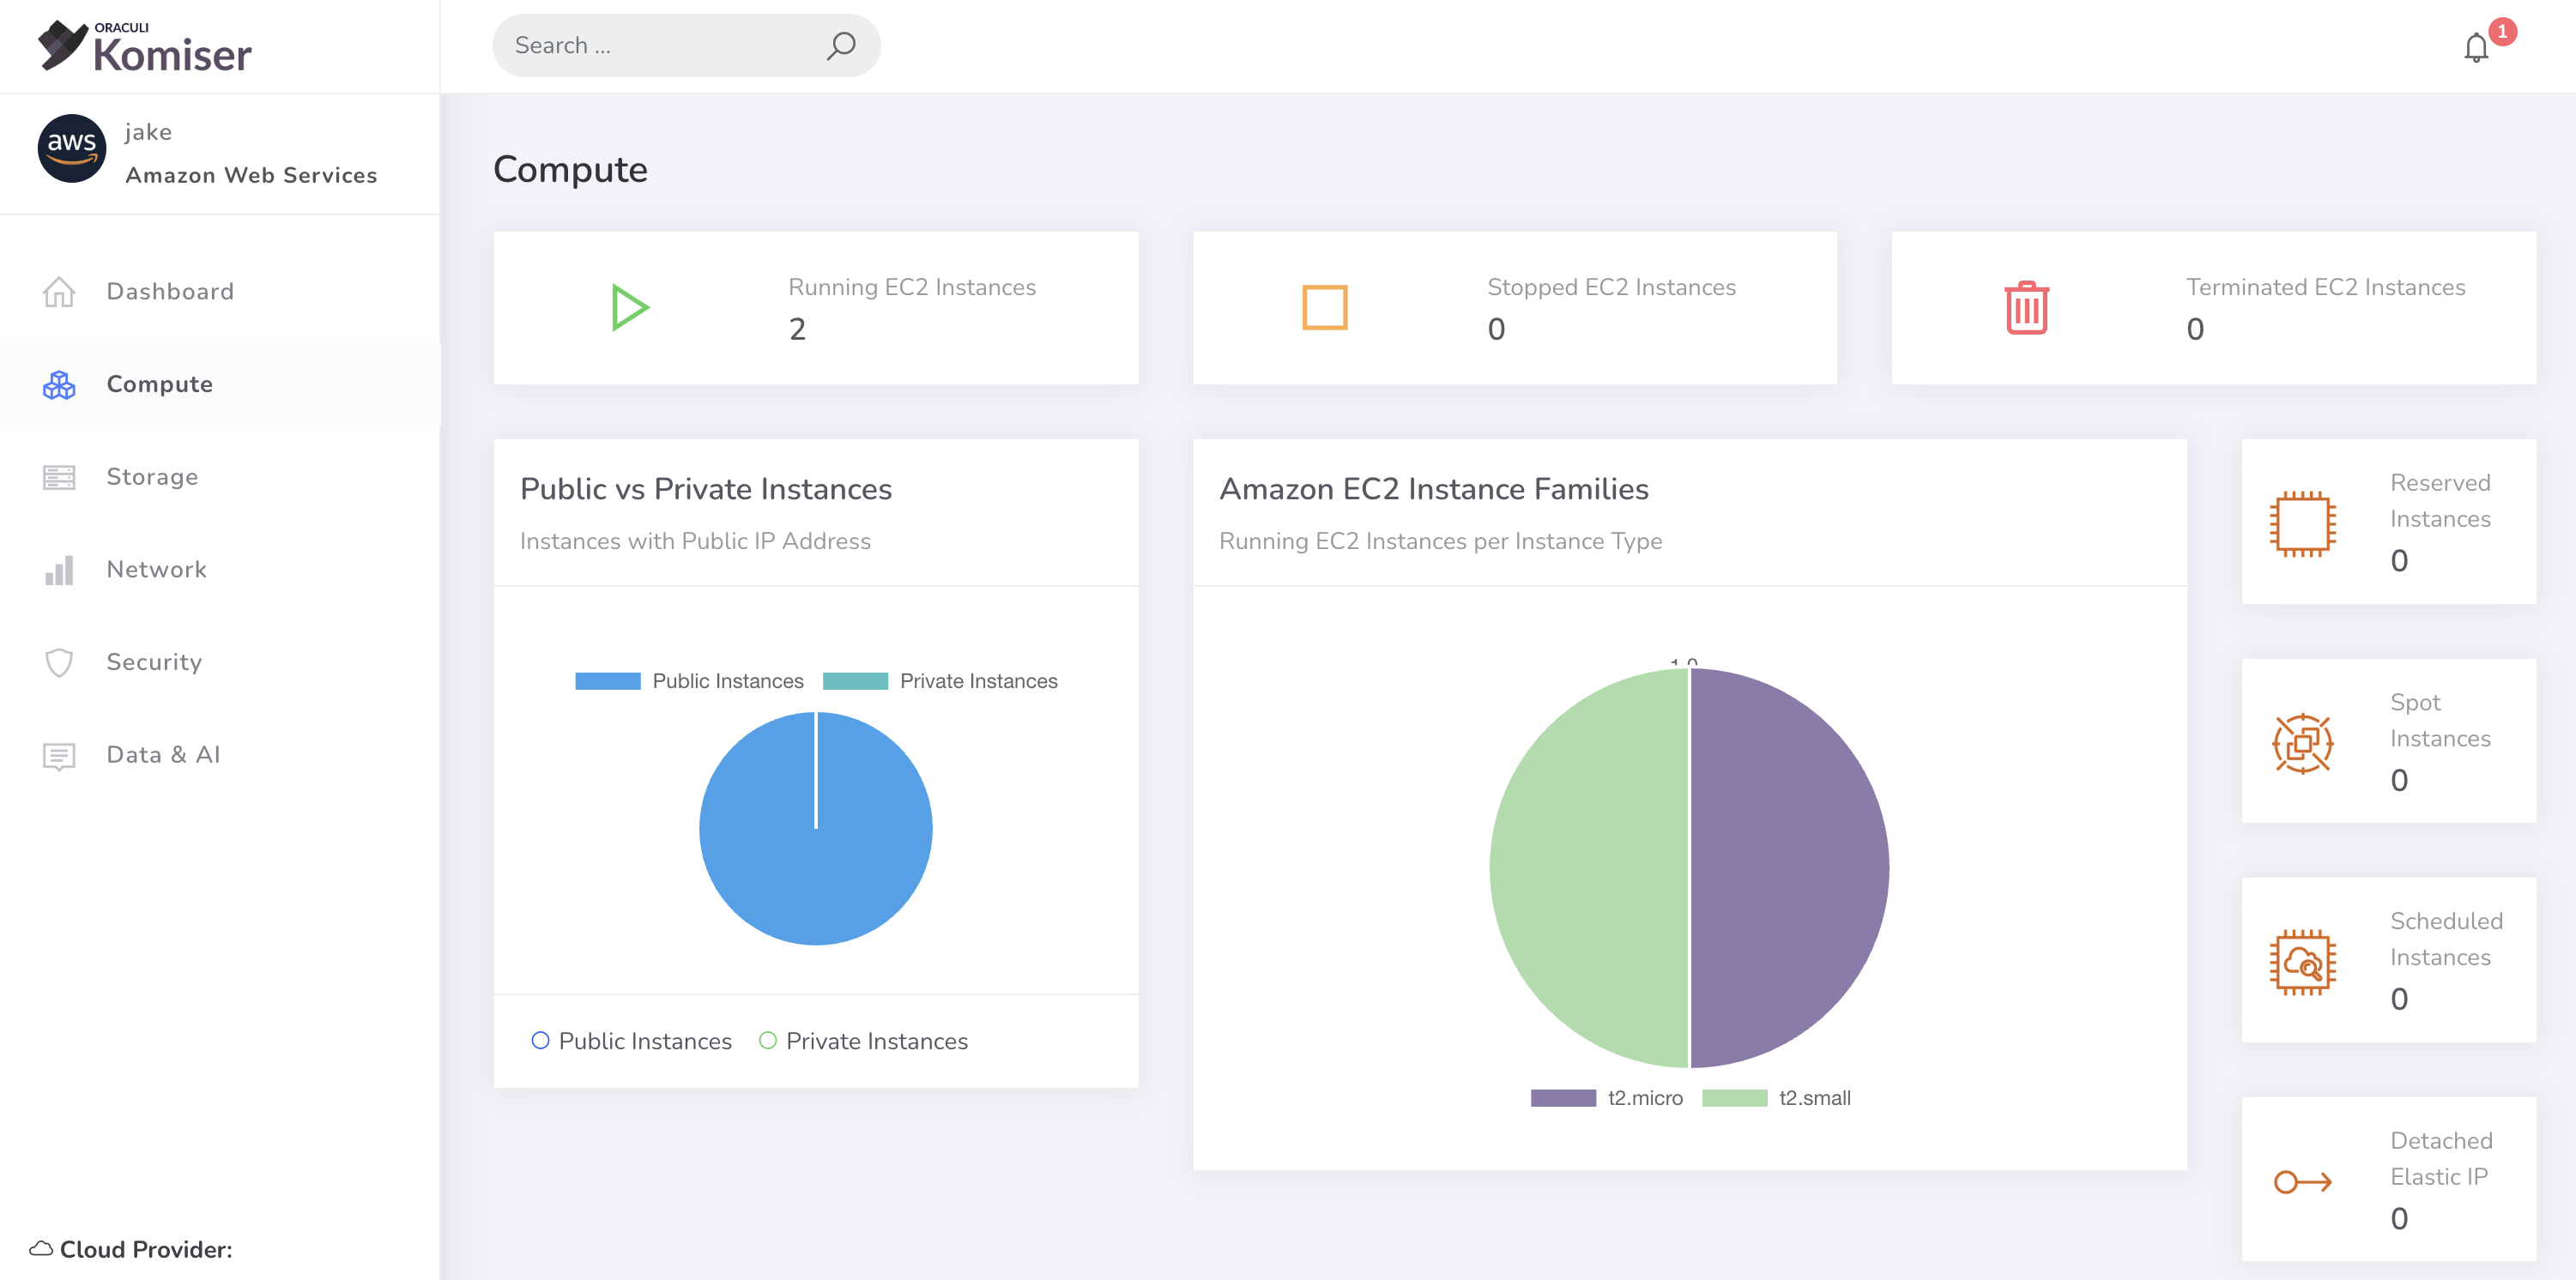 ORACULI
Komiser
Search ...
1
aws
jake
Amazon Web Services
Dashboard
Compute
Storage
Network
Security
Data & AI
Cloud Provider:
Compute
Running EC2 Instances
2
Stopped EC2 Instances
0
Terminated EC2 Instances
0
Public vs Private Instances
Instances with Public IP Address
Public Instances Private Instances
Public Instances Private Instances
Amazon EC2 Instance Families
Running EC2 Instances per Instance Type
t2.micro t2.small
Reserved
Instances
0
Spot
Instances
0
Scheduled
Instances
0
Detached
Elastic IP
0